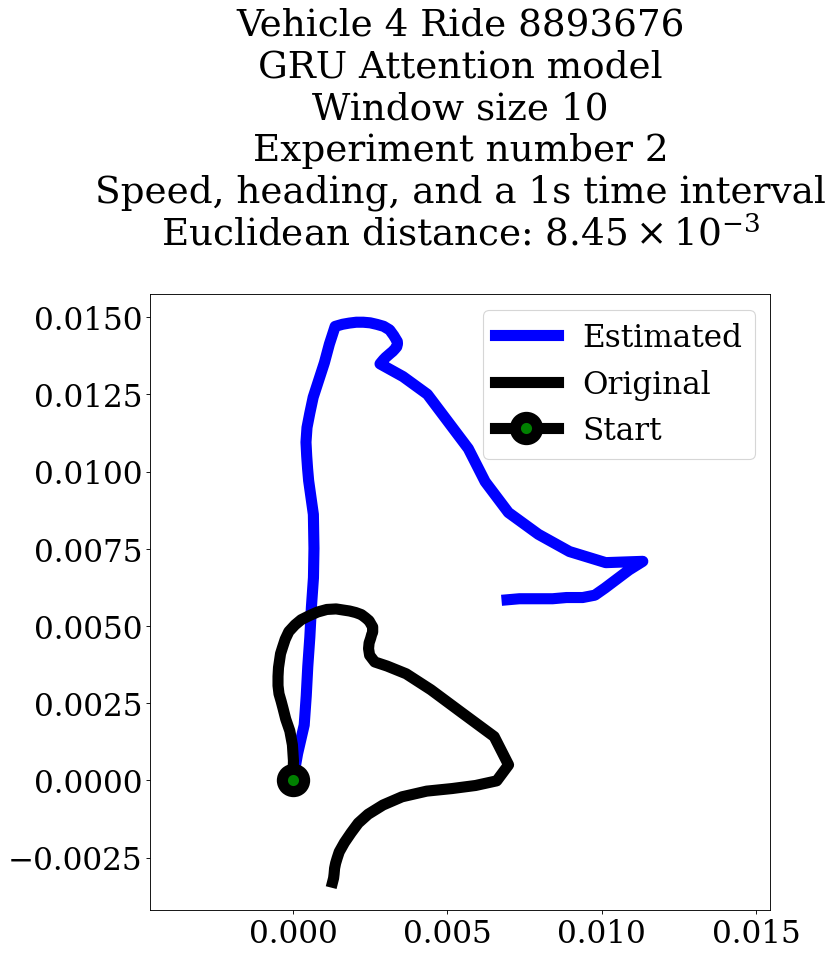 Vehicle 4 Ride 8893676
GRU Attention model
Window size 10
Experiment number 2
Speed, heading, and a 1s time interval
Euclidean distance: 8.45 × 10⁻³
Estimated
Original
Start
0.0150
0.0125
0.0100
0.0075
0.0050
0.0025
0.0000
−0.0025
0.000 0.005 0.010 0.015